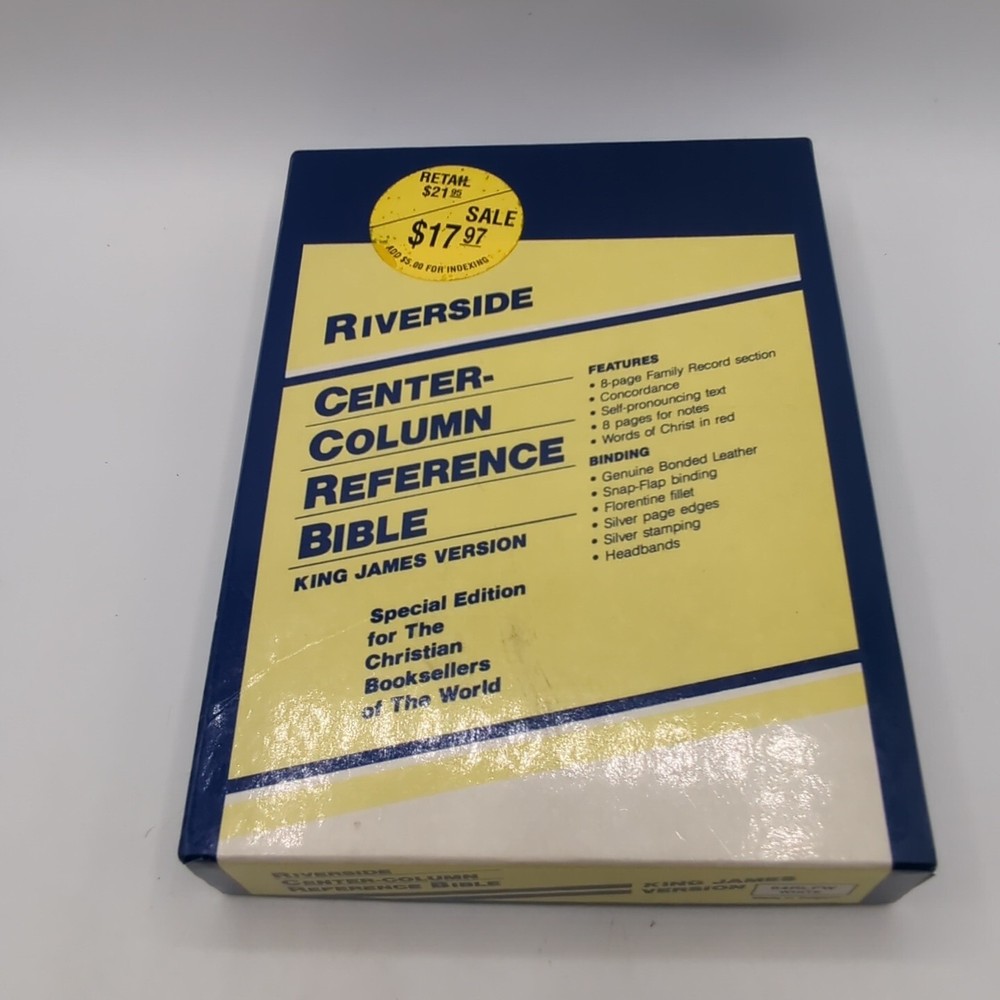 RETAIL
$21 95
SALE
$17 97
ADD $5.00 FOR INDEXING
RIVERSIDE
CENTER-
COLUMN
REFERENCE
BIBLE
KING JAMES VERSION
Special Edition
for The
Christian
Booksellers
of The World
FEATURES
• 8-page Family Record section
• Concordance
• Self-pronouncing text
• 8 pages for notes
• Words of Christ in red
BINDING
• Genuine Bonded Leather
• Snap-Flap binding
• Florentine fillet
• Silver page edges
• Silver stamping
• Headbands
RIVERSIDE
CENTER-COLUMN
REFERENCE BIBLE
KING JAMES
VERSION
WHITE